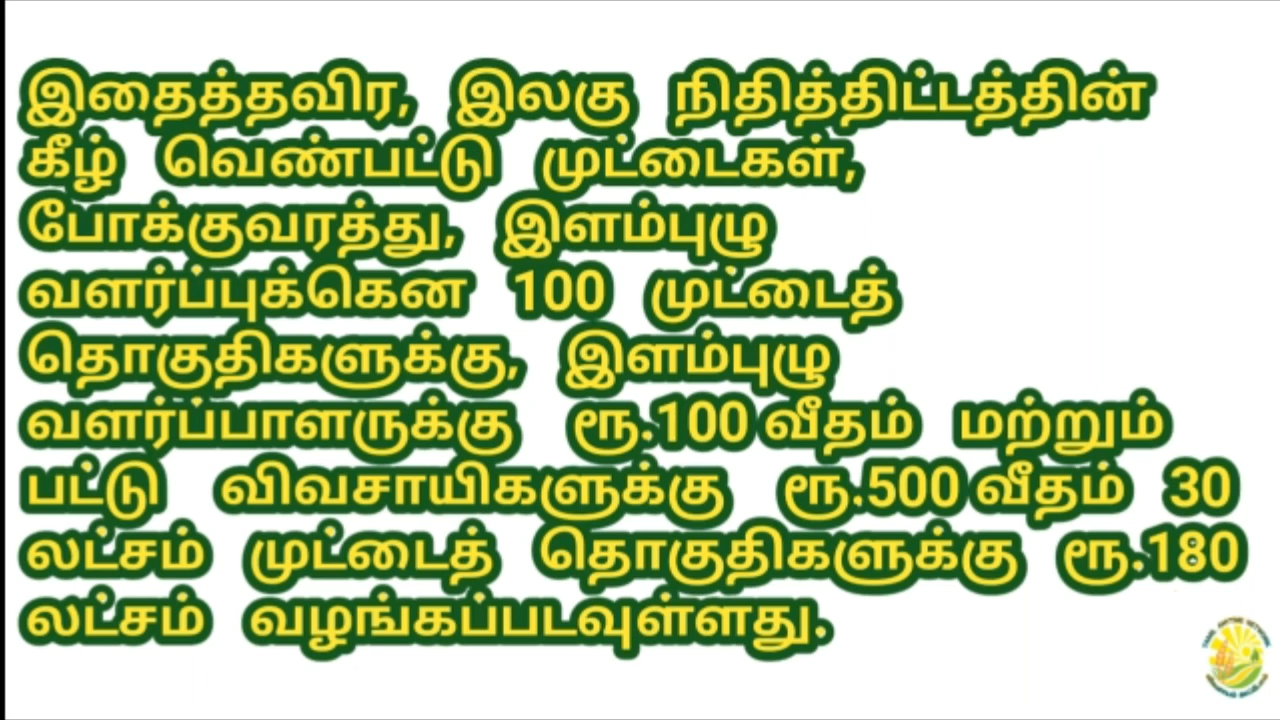 இதைத்தவிர, இலகு நிதித்திட்டத்தின்
கீழ் வெண்பட்டு முட்டைகள்,
போக்குவரத்து, இளம்புழு
வளர்ப்புக்கென 100 முட்டைத்
தொகுதிகளுக்கு, இளம்புழு
வளர்ப்பாளருக்கு ரூ.100 வீதம் மற்றும்
பட்டு விவசாயிகளுக்கு ரூ.500 வீதம் 30
லட்சம் முட்டைத் தொகுதிகளுக்கு ரூ.180
லட்சம் வழங்கப்படவுள்ளது.